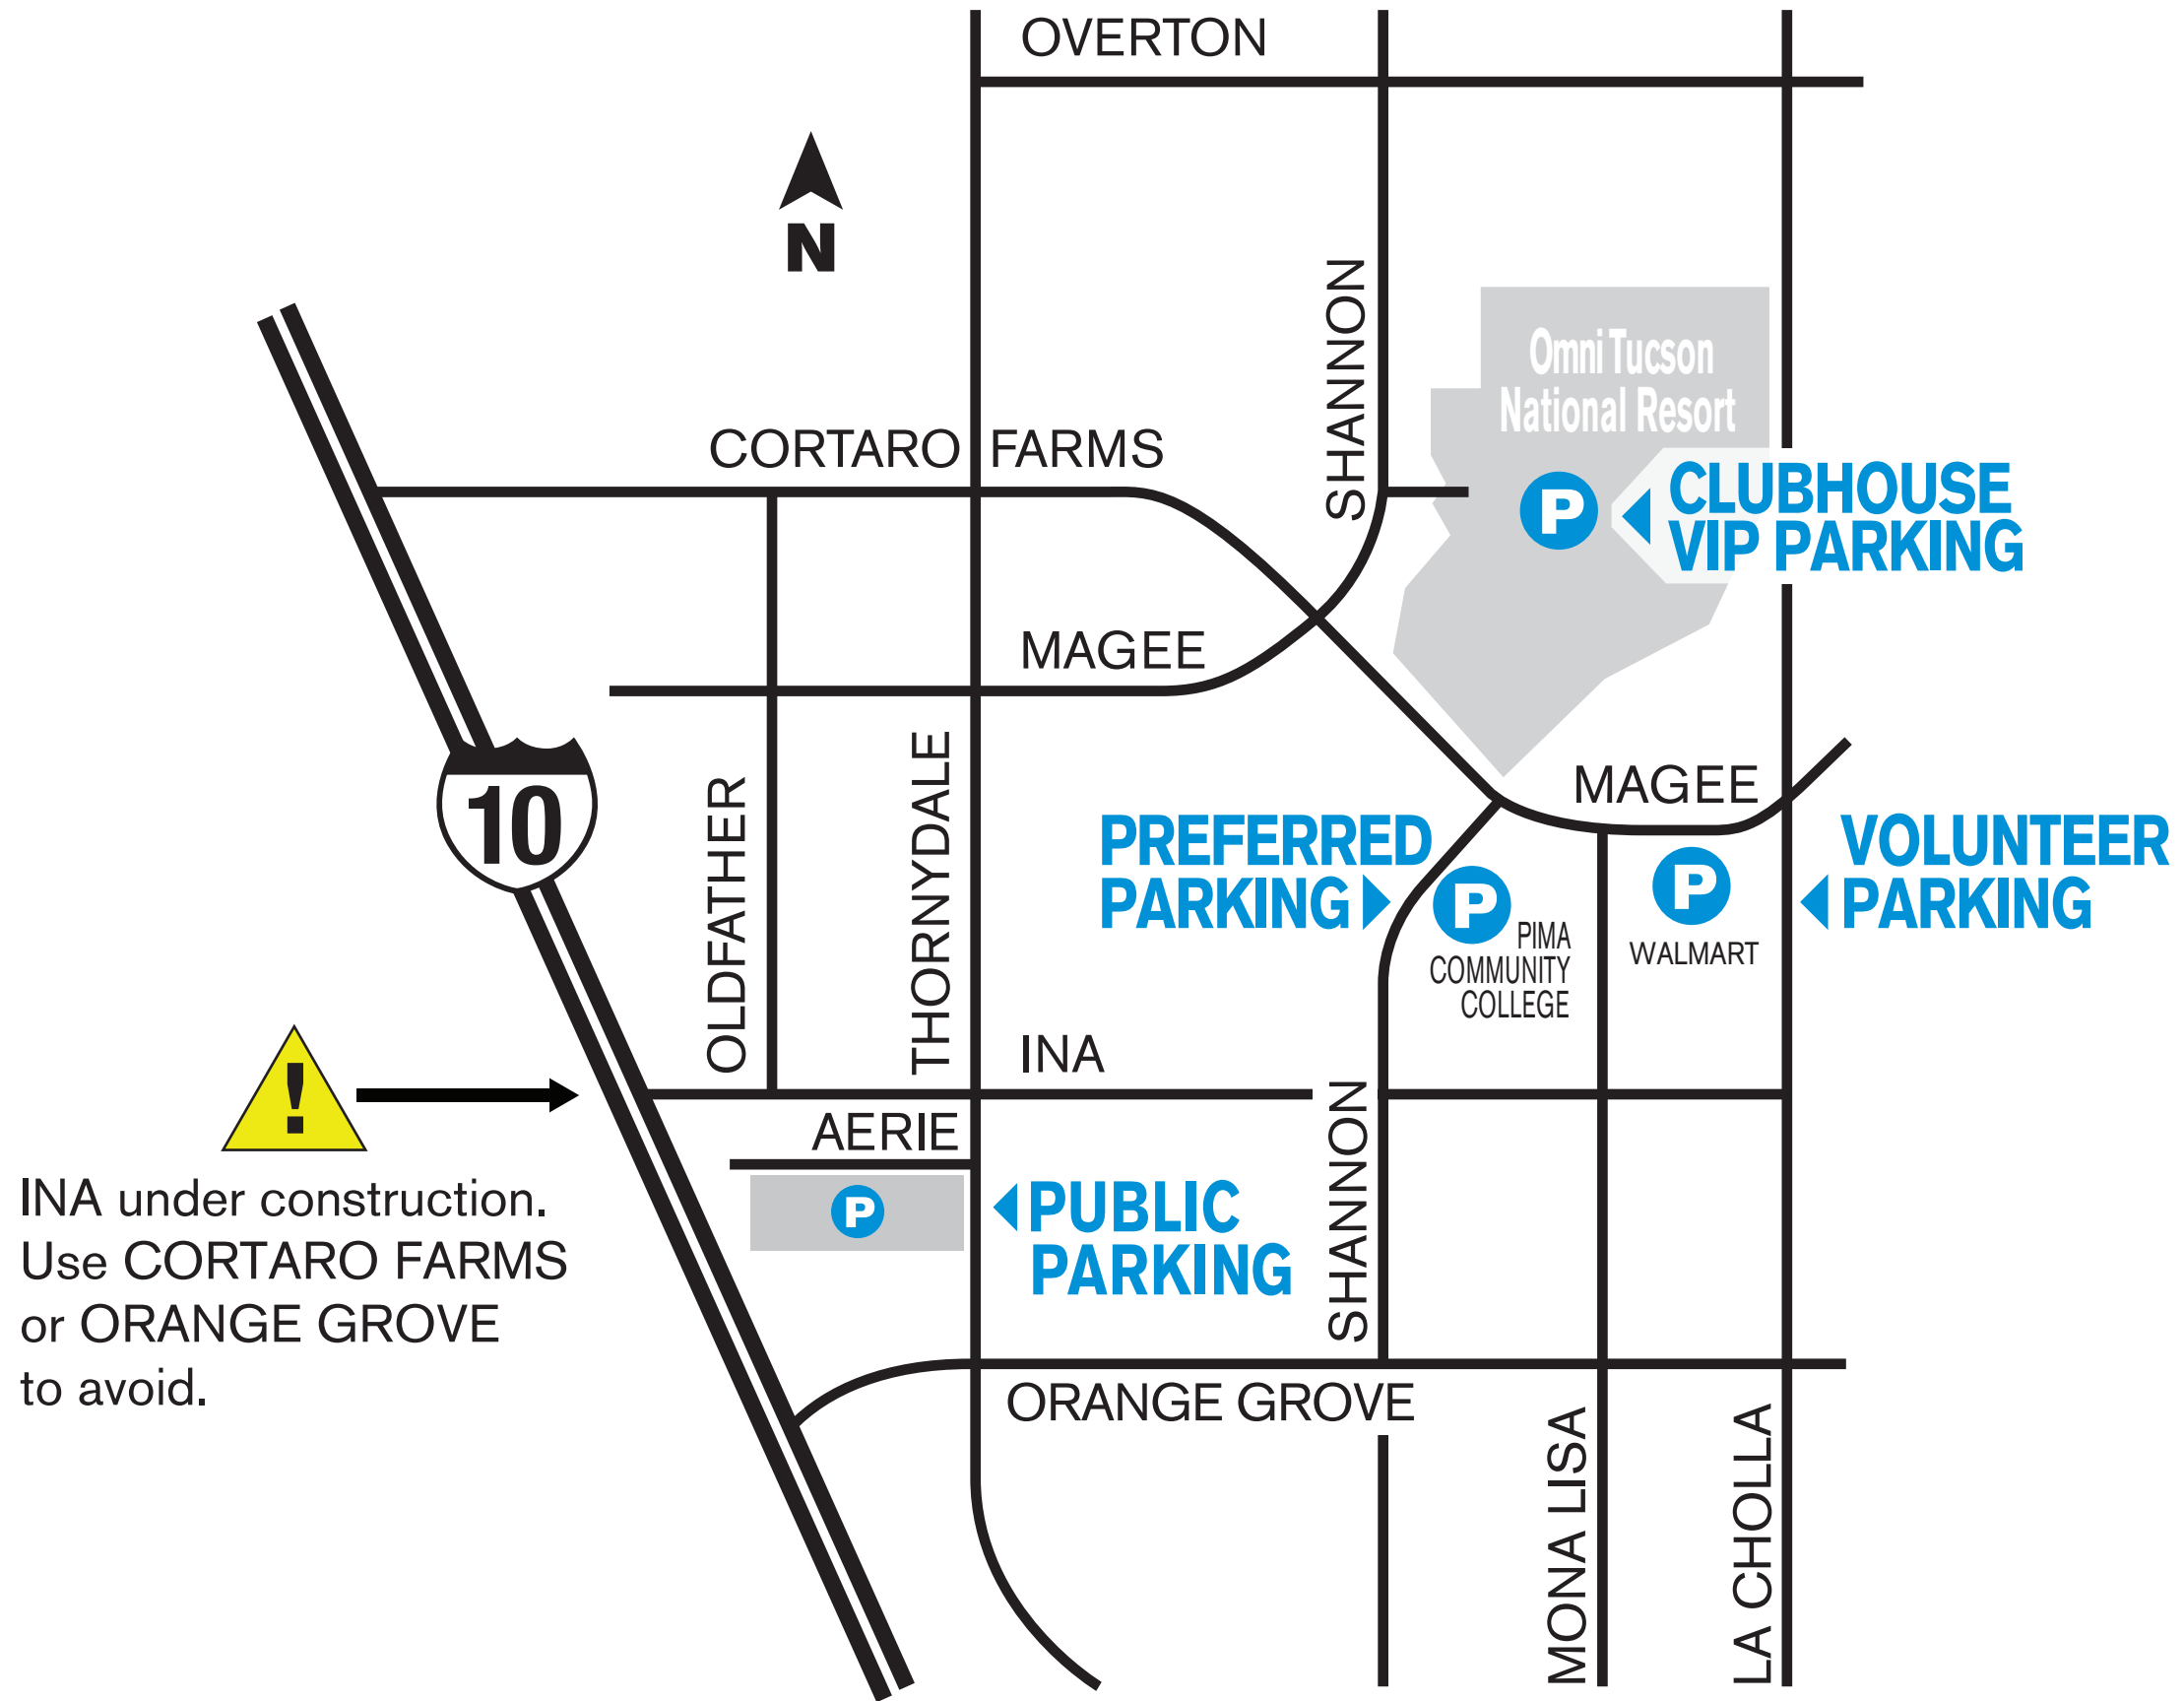 OVERTON
N
SHANNON
Omni Tucson
National Resort
CORTARO FARMS
P
CLUBHOUSE
VIP PARKING
MAGEE
10
OLDFATHER
THORNYDALE
MAGEE
PREFERRED
PARKING
P
PIMA
COMMUNITY
COLLEGE
P
WALMART
VOLUNTEER
PARKING
!
INA
AERIE
P
PUBLIC
PARKING
SHANNON
INA under construction.
Use CORTARO FARMS
or ORANGE GROVE
to avoid.
ORANGE GROVE
MONA LISA
LA CHOLLA